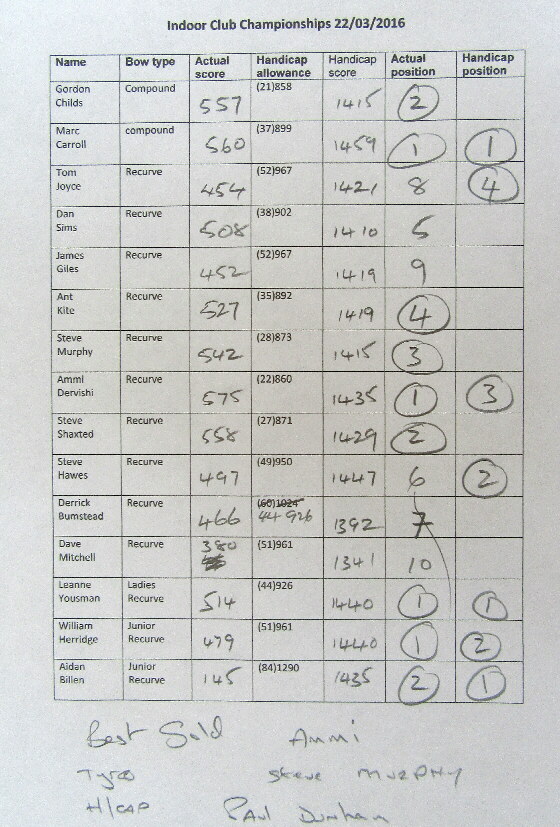 Indoor Club Championships 22/03/2016
Name Bow type Actual score Handicap allowance Handicap score Actual position Handicap position
Gordon Childs Compound 557 (21)858 1415 2
Marc Carroll compound 560 (37)899 1459 1 1
Tom Joyce Recurve 454 (52)967 1421 8 4
Dan Sims Recurve 508 (38)902 1410 5
James Giles Recurve 452 (52)967 1419 9
Ant Kite Recurve 527 (35)892 1419 4
Steve Murphy Recurve 542 (28)873 1415 3
Ammi Dervishi Recurve 575 (22)860 1435 1 3
Steve Shaxted Recurve 558 (27)871 1429 2
Steve Hawes Recurve 497 (49)950 1447 6 2
Derrick Bumstead Recurve 466 (60)1024 44 926 1392 7
Dave Mitchell Recurve 380 (51)961 1341 10
Leanne Yousman Ladies Recurve 514 (44)926 1440 1 1
William Herridge Junior Recurve 479 (51)961 1440 1 2
Aidan Billen Junior Recurve 145 (84)1290 1435 2 1
Best Gold Ammi
Tyro Steve MURPHY
H/CAP Paul Dunham